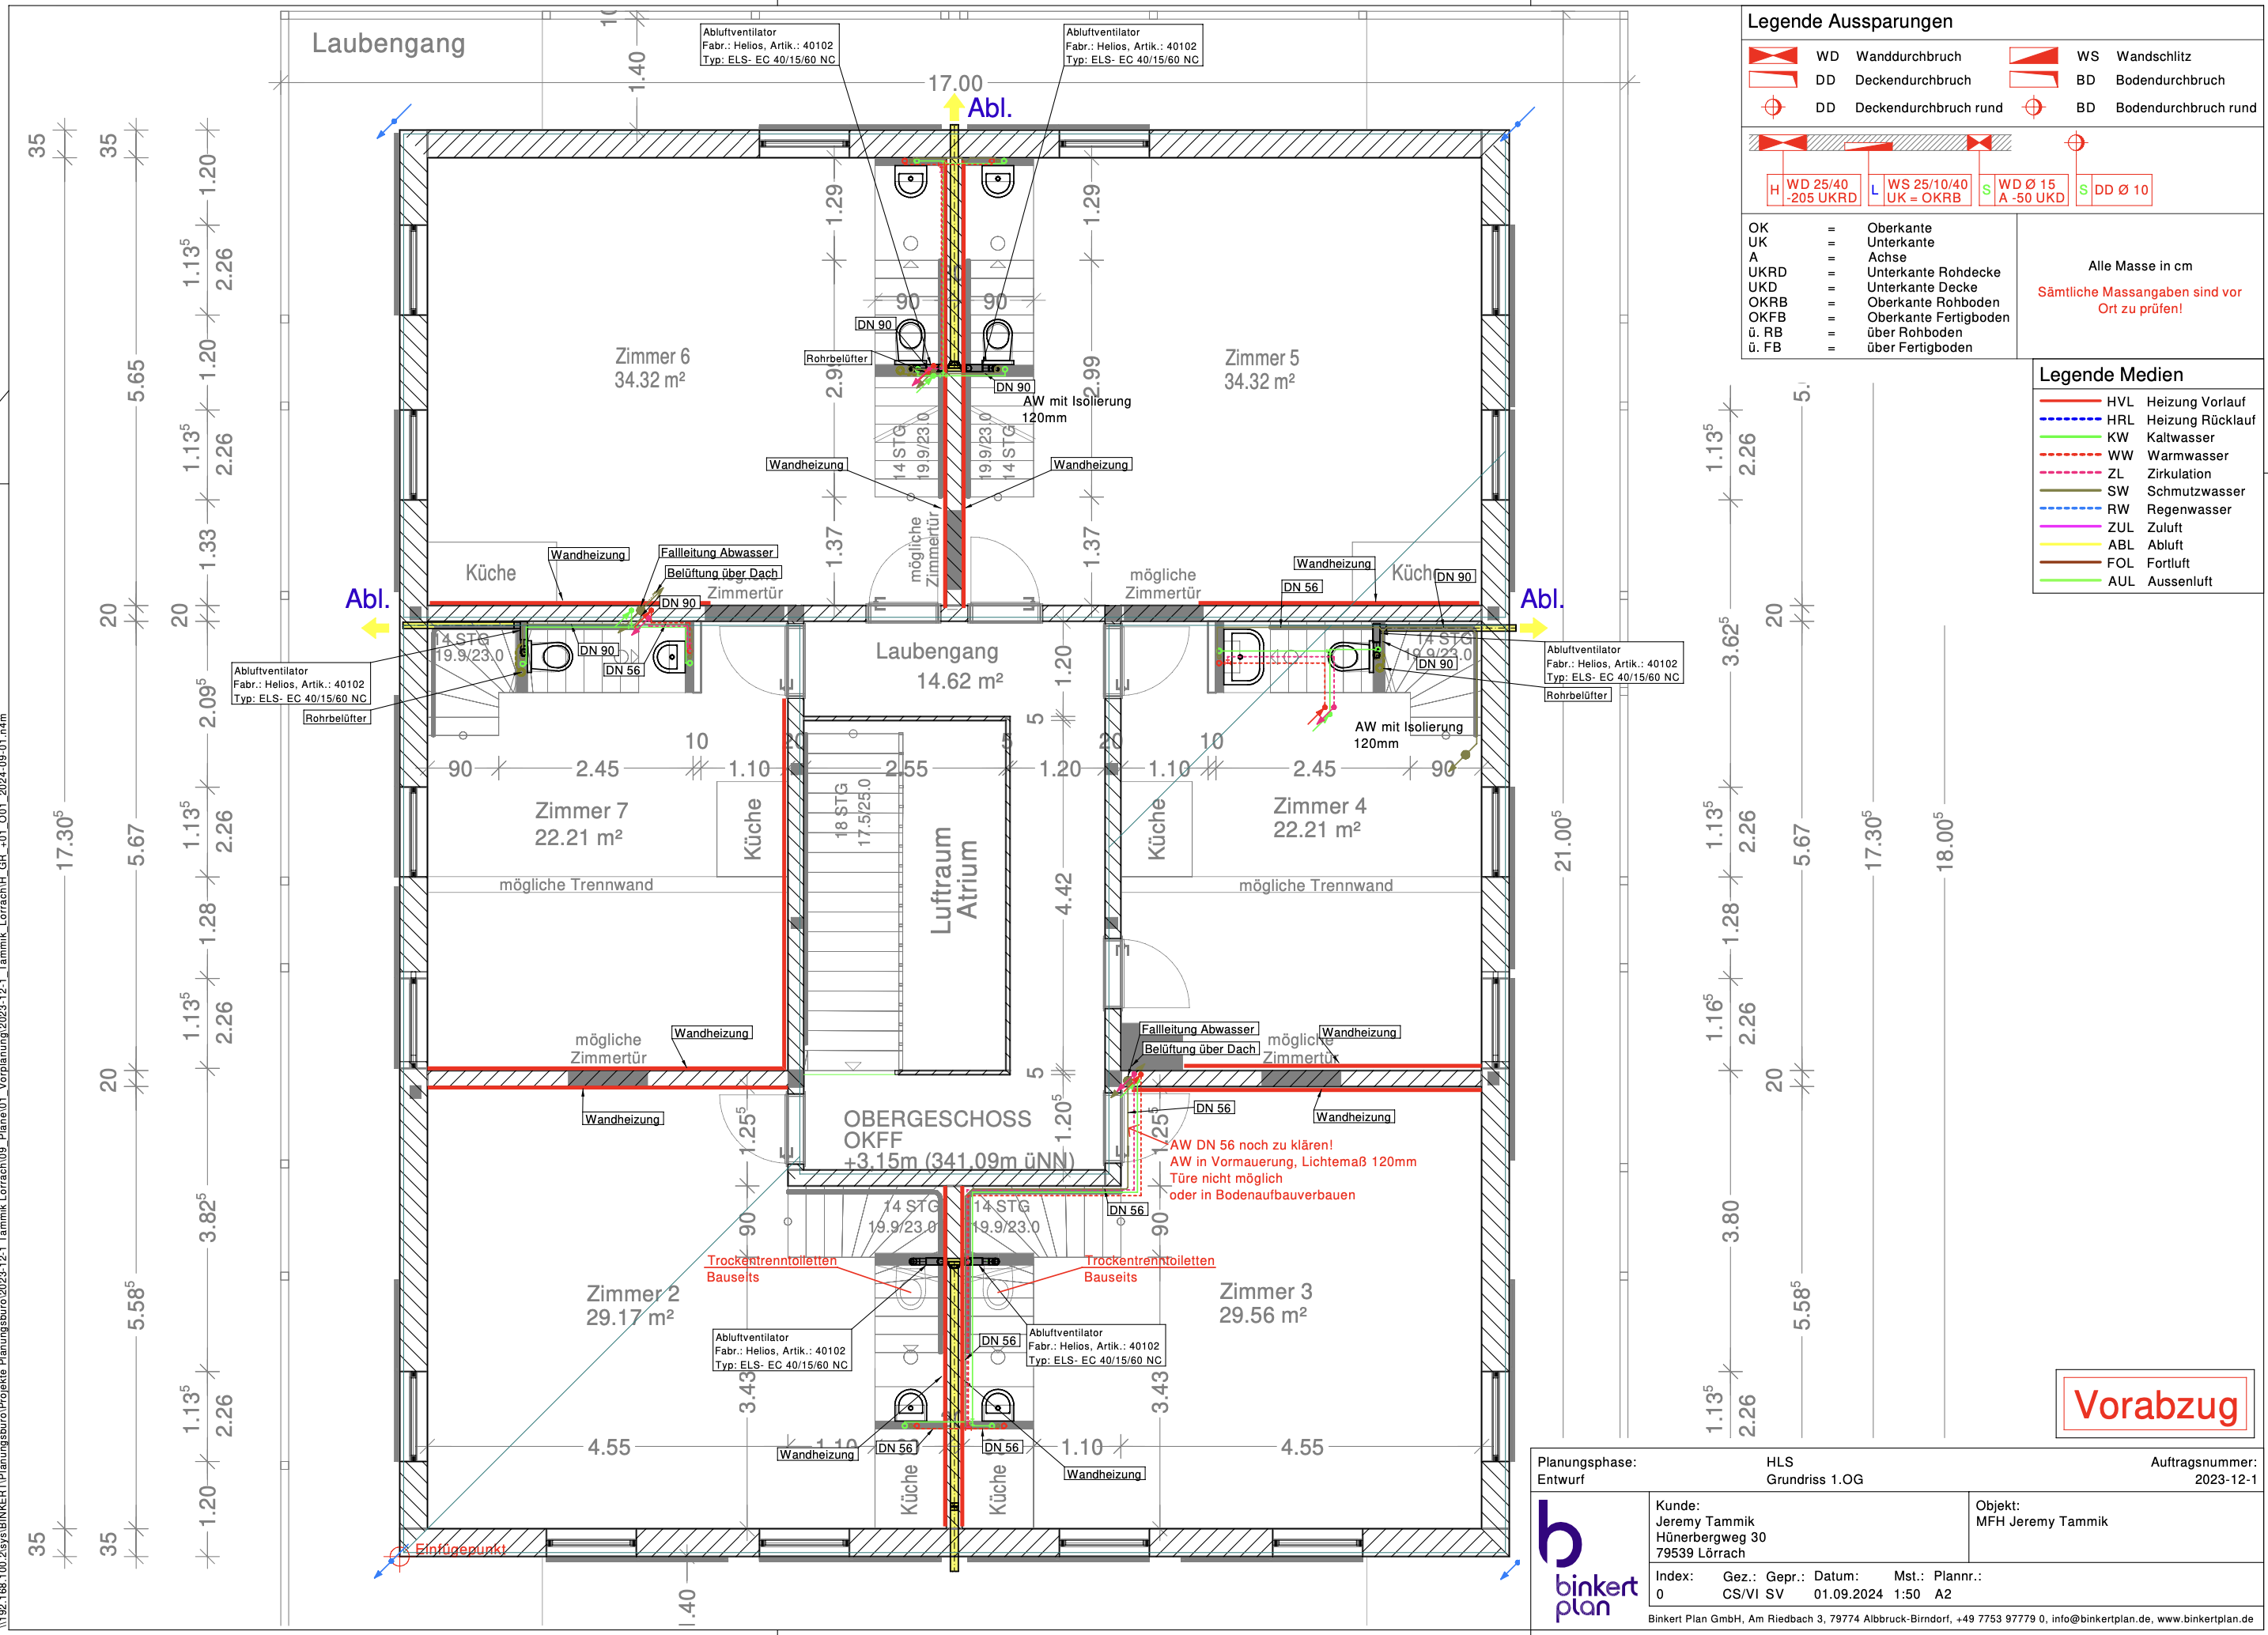 Laubengang
Abluftventilator
Fabr.: Helios, Artik.: 40102
Typ: ELS- EC 40/15/60 NC
Abluftventilator
Fabr.: Helios, Artik.: 40102
Typ: ELS- EC 40/15/60 NC
1.40
17.00
Abl.
Legende Aussparungen
WD Wanddurchbruch
WS Wandschlitz
DD Deckendurchbruch
BD Bodendurchbruch
DD Deckendurchbruch rund
BD Bodendurchbruch rund
H WD 25/40
-205 UKRD
L WS 25/10/40
UK = OKRB
S WD Ø 15
A -50 UKD
S DD Ø 10
OK = Oberkante
UK = Unterkante
A = Achse
UKRD = Unterkante Rohdecke
UKD = Unterkante Decke
OKRB = Oberkante Rohboden
OKFB = Oberkante Fertigboden
ü. RB = über Rohboden
ü. FB = über Fertigboden
Alle Masse in cm
Sämtliche Massangaben sind vor
Ort zu prüfen!
Legende Medien
HVL Heizung Vorlauf
HRL Heizung Rücklauf
KW Kaltwasser
WW Warmwasser
ZL Zirkulation
SW Schmutzwasser
RW Regenwasser
ZUL Zuluft
ABL Abluft
FOL Fortluft
AUL Aussenluft
35
17.30⁵
35
35
5.65
20
5.67
20
5.58⁵
35
1.20
1.13⁵
2.26
1.20
1.13⁵
2.26
1.33
20
2.09⁵
1.13⁵
2.26
1.28
1.13⁵
2.26
3.82⁵
1.13⁵
2.26
1.20
1.29
1.29
90
90
DN 90
Rohrbelüfter
2.99
2.99
DN 90
AW mit Isolierung
120mm
Zimmer 6
34.32 m²
Zimmer 5
34.32 m²
14 STG
19.9/23.0
19.9/23.0
14 STG
Wandheizung
Wandheizung
1.37
mögliche
Zimmertür
1.37
Küche
Wandheizung
Fallleitung Abwasser
Belüftung über Dach
mögliche
Zimmertür
DN 90
mögliche
Zimmertür
Wandheizung
DN 56
Küche
DN 90
Abl.
Abl.
14 STG
19.9/23.0
DN 90
DN 56
Abluftventilator
Fabr.: Helios, Artik.: 40102
Typ: ELS- EC 40/15/60 NC
Rohrbelüfter
Laubengang
14.62 m²
1.20
14 STG
19.9/23.0
DN 90
Abluftventilator
Fabr.: Helios, Artik.: 40102
Typ: ELS- EC 40/15/60 NC
Rohrbelüfter
AW mit Isolierung
120mm
5
10
20
5
20
10
90
2.45
1.10
2.55
1.20
1.10
2.45
90
Zimmer 7
22.21 m²
Küche
18 STG
17.5/25.0
Luftraum
Atrium
4.42
Küche
Zimmer 4
22.21 m²
mögliche Trennwand
mögliche Trennwand
mögliche
Zimmertür
Wandheizung
Wandheizung
Fallleitung Abwasser
Belüftung über Dach
mögliche
Zimmertür
Wandheizung
Wandheizung
5
DN 56
1.25⁵
OBERGESCHOSS
OKFF
+3.15m (341.09m üNN)
1.20⁵
1.25⁵
AW DN 56 noch zu klären!
AW in Vormauerung, Lichtemaß 120mm
Türe nicht möglich
oder in Bodenaufbauverbauen
DN 56
90
14 STG
19.9/23.0
14 STG
19.9/23.0
90
Trockentrenntoiletten
Bauseits
Trockentrenntoiletten
Bauseits
Zimmer 2
29.17 m²
Zimmer 3
29.56 m²
Abluftventilator
Fabr.: Helios, Artik.: 40102
Typ: ELS- EC 40/15/60 NC
DN 56
Abluftventilator
Fabr.: Helios, Artik.: 40102
Typ: ELS- EC 40/15/60 NC
3.43
3.43
4.55
1.10
DN 56
DN 56
1.10
4.55
Wandheizung
Wandheizung
Küche
Küche
Einfügepunkt
1.40
21.00⁵
1.13⁵
2.26
3.62⁵
1.13⁵
2.26
1.28
1.16⁵
2.26
3.80
1.13⁵
2.26
5.
20
5.67
20
5.58⁵
17.30⁵
18.00⁵
Vorabzug
Planungsphase:
Entwurf
HLS
Grundriss 1.OG
Auftragsnummer:
2023-12-1
binkert
plan
Kunde:
Jeremy Tammik
Hünerbergweg 30
79539 Lörrach
Objekt:
MFH Jeremy Tammik
Index: Gez.: Gepr.: Datum: Mst.: Plannr.:
0 CS/VI SV 01.09.2024 1:50 A2
Binkert Plan GmbH, Am Riedbach 3, 79774 Albbruck-Birndorf, +49 7753 97779 0, info@binkertplan.de, www.binkertplan.de